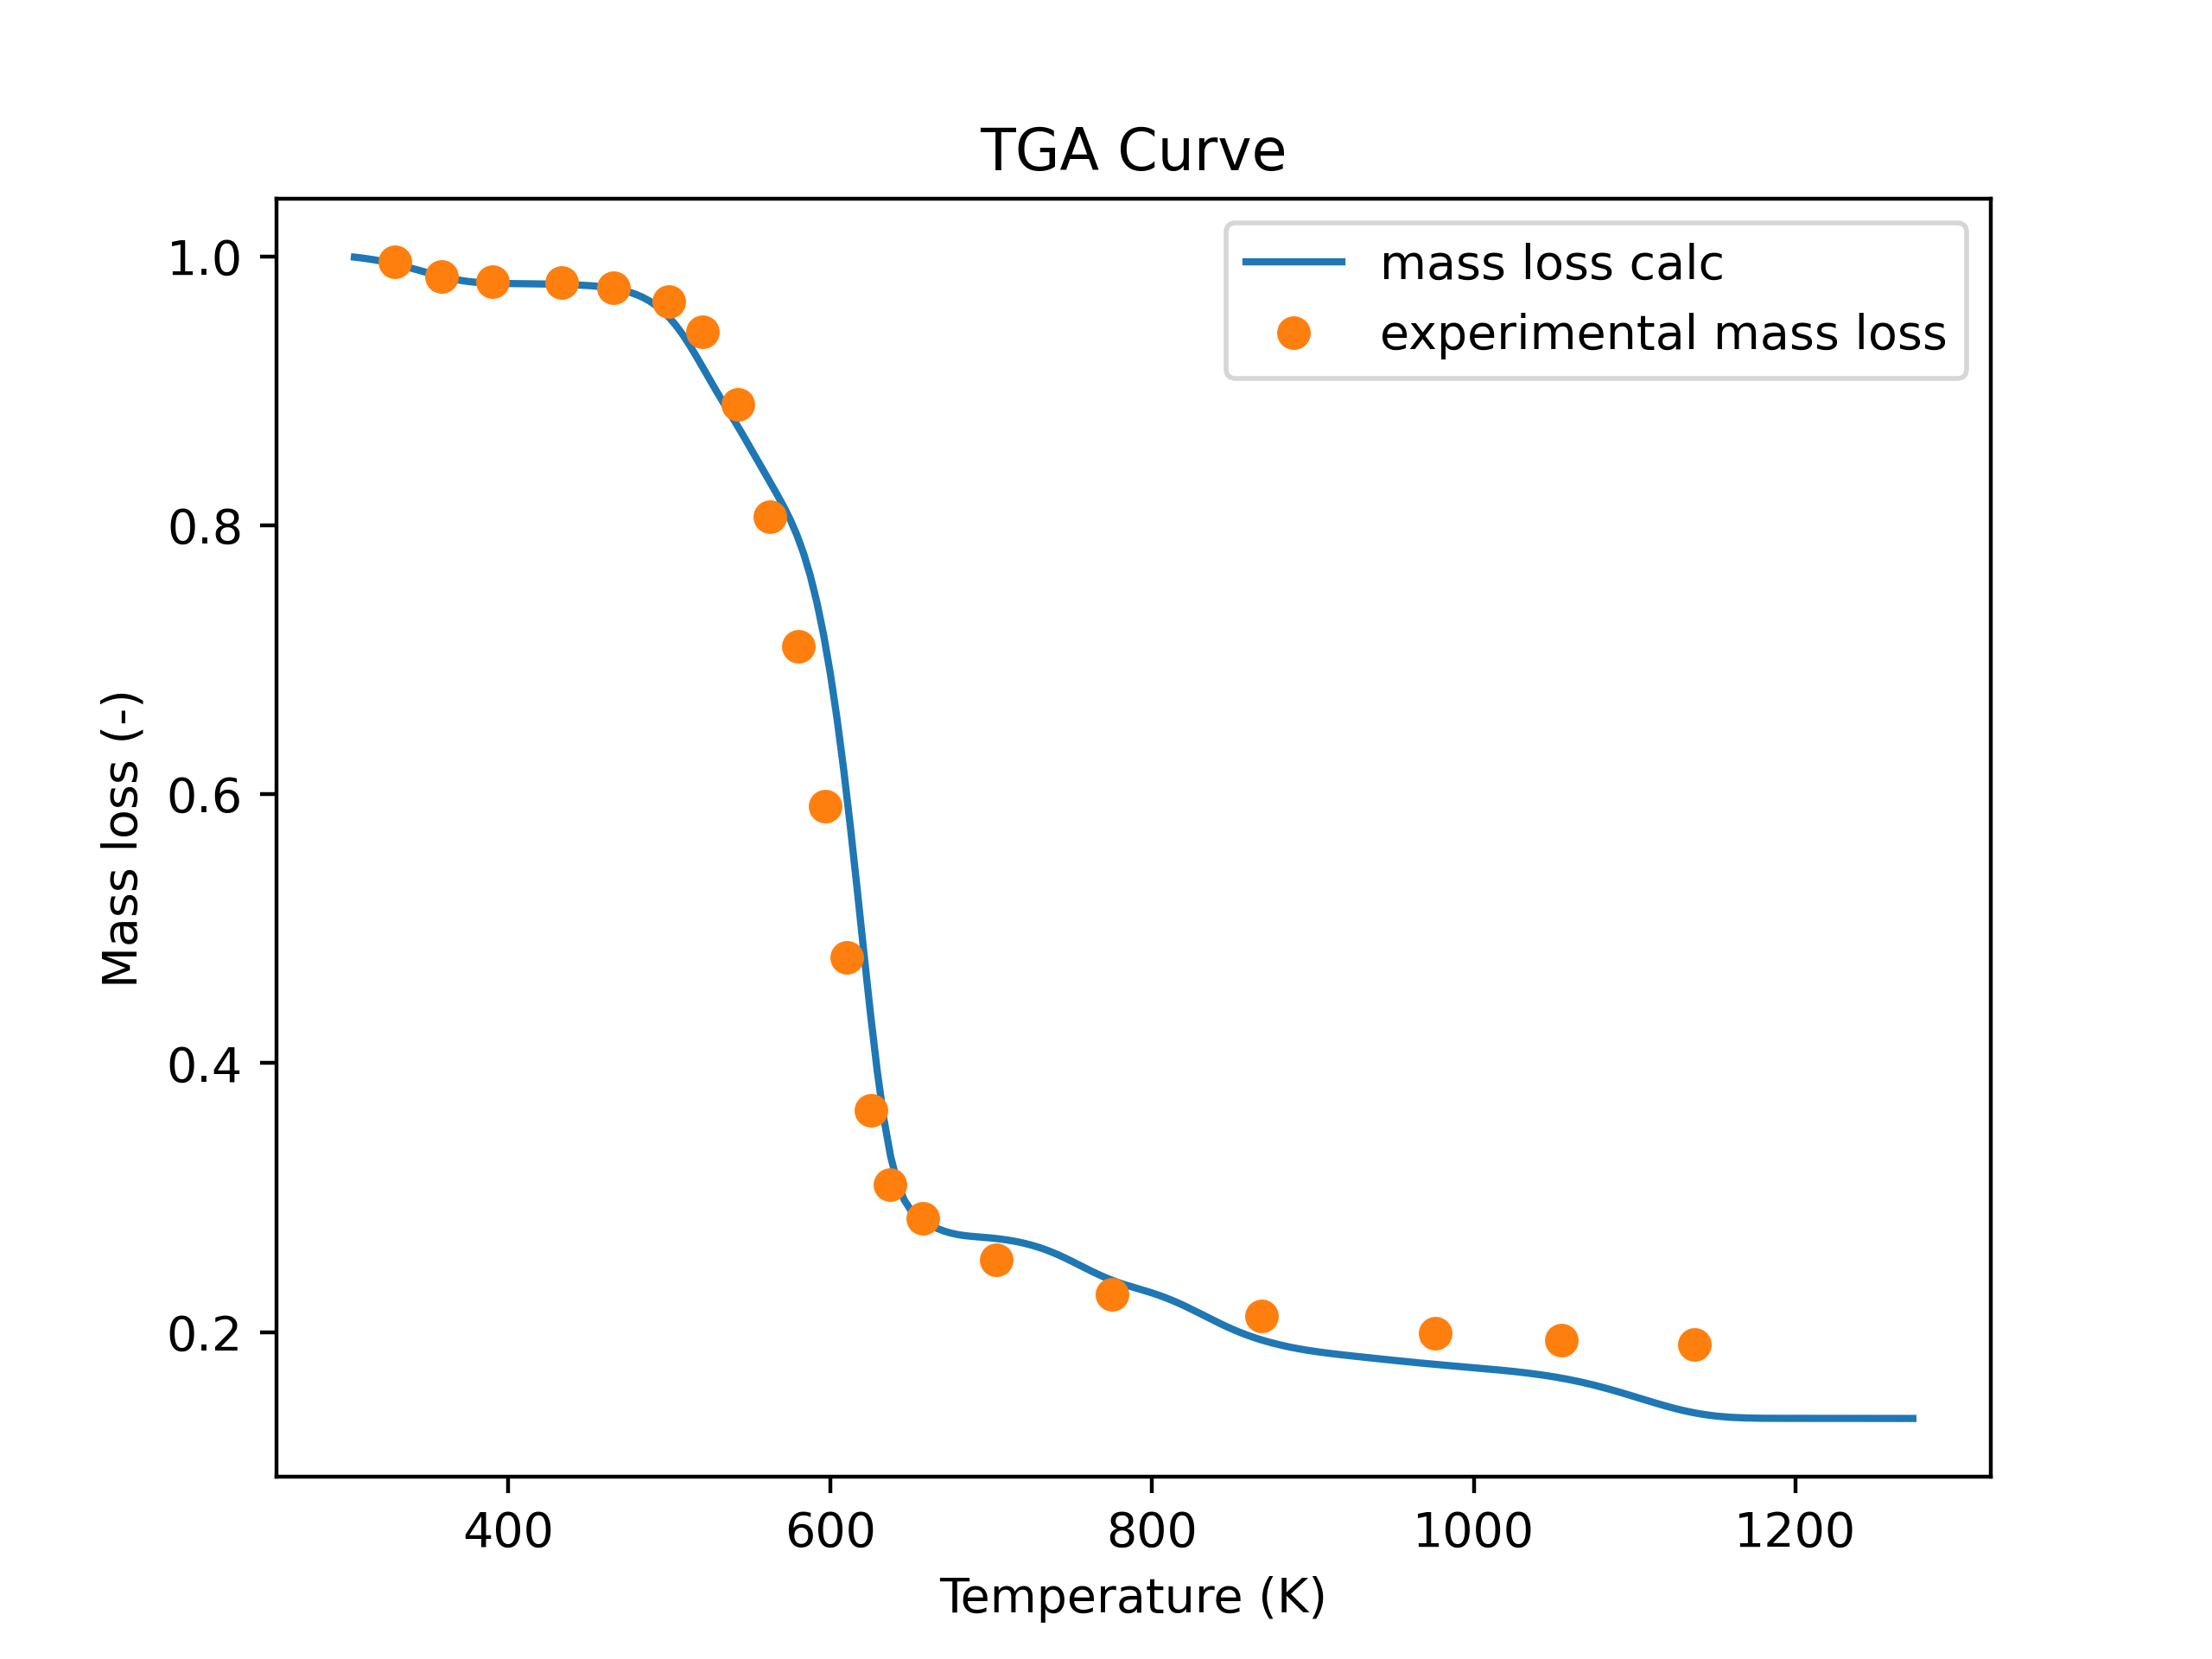 TGA Curve
mass loss calc
experimental mass loss
1.0
0.8
0.6
0.4
0.2
Mass loss (-)
400 600 800 1000 1200
Temperature (K)